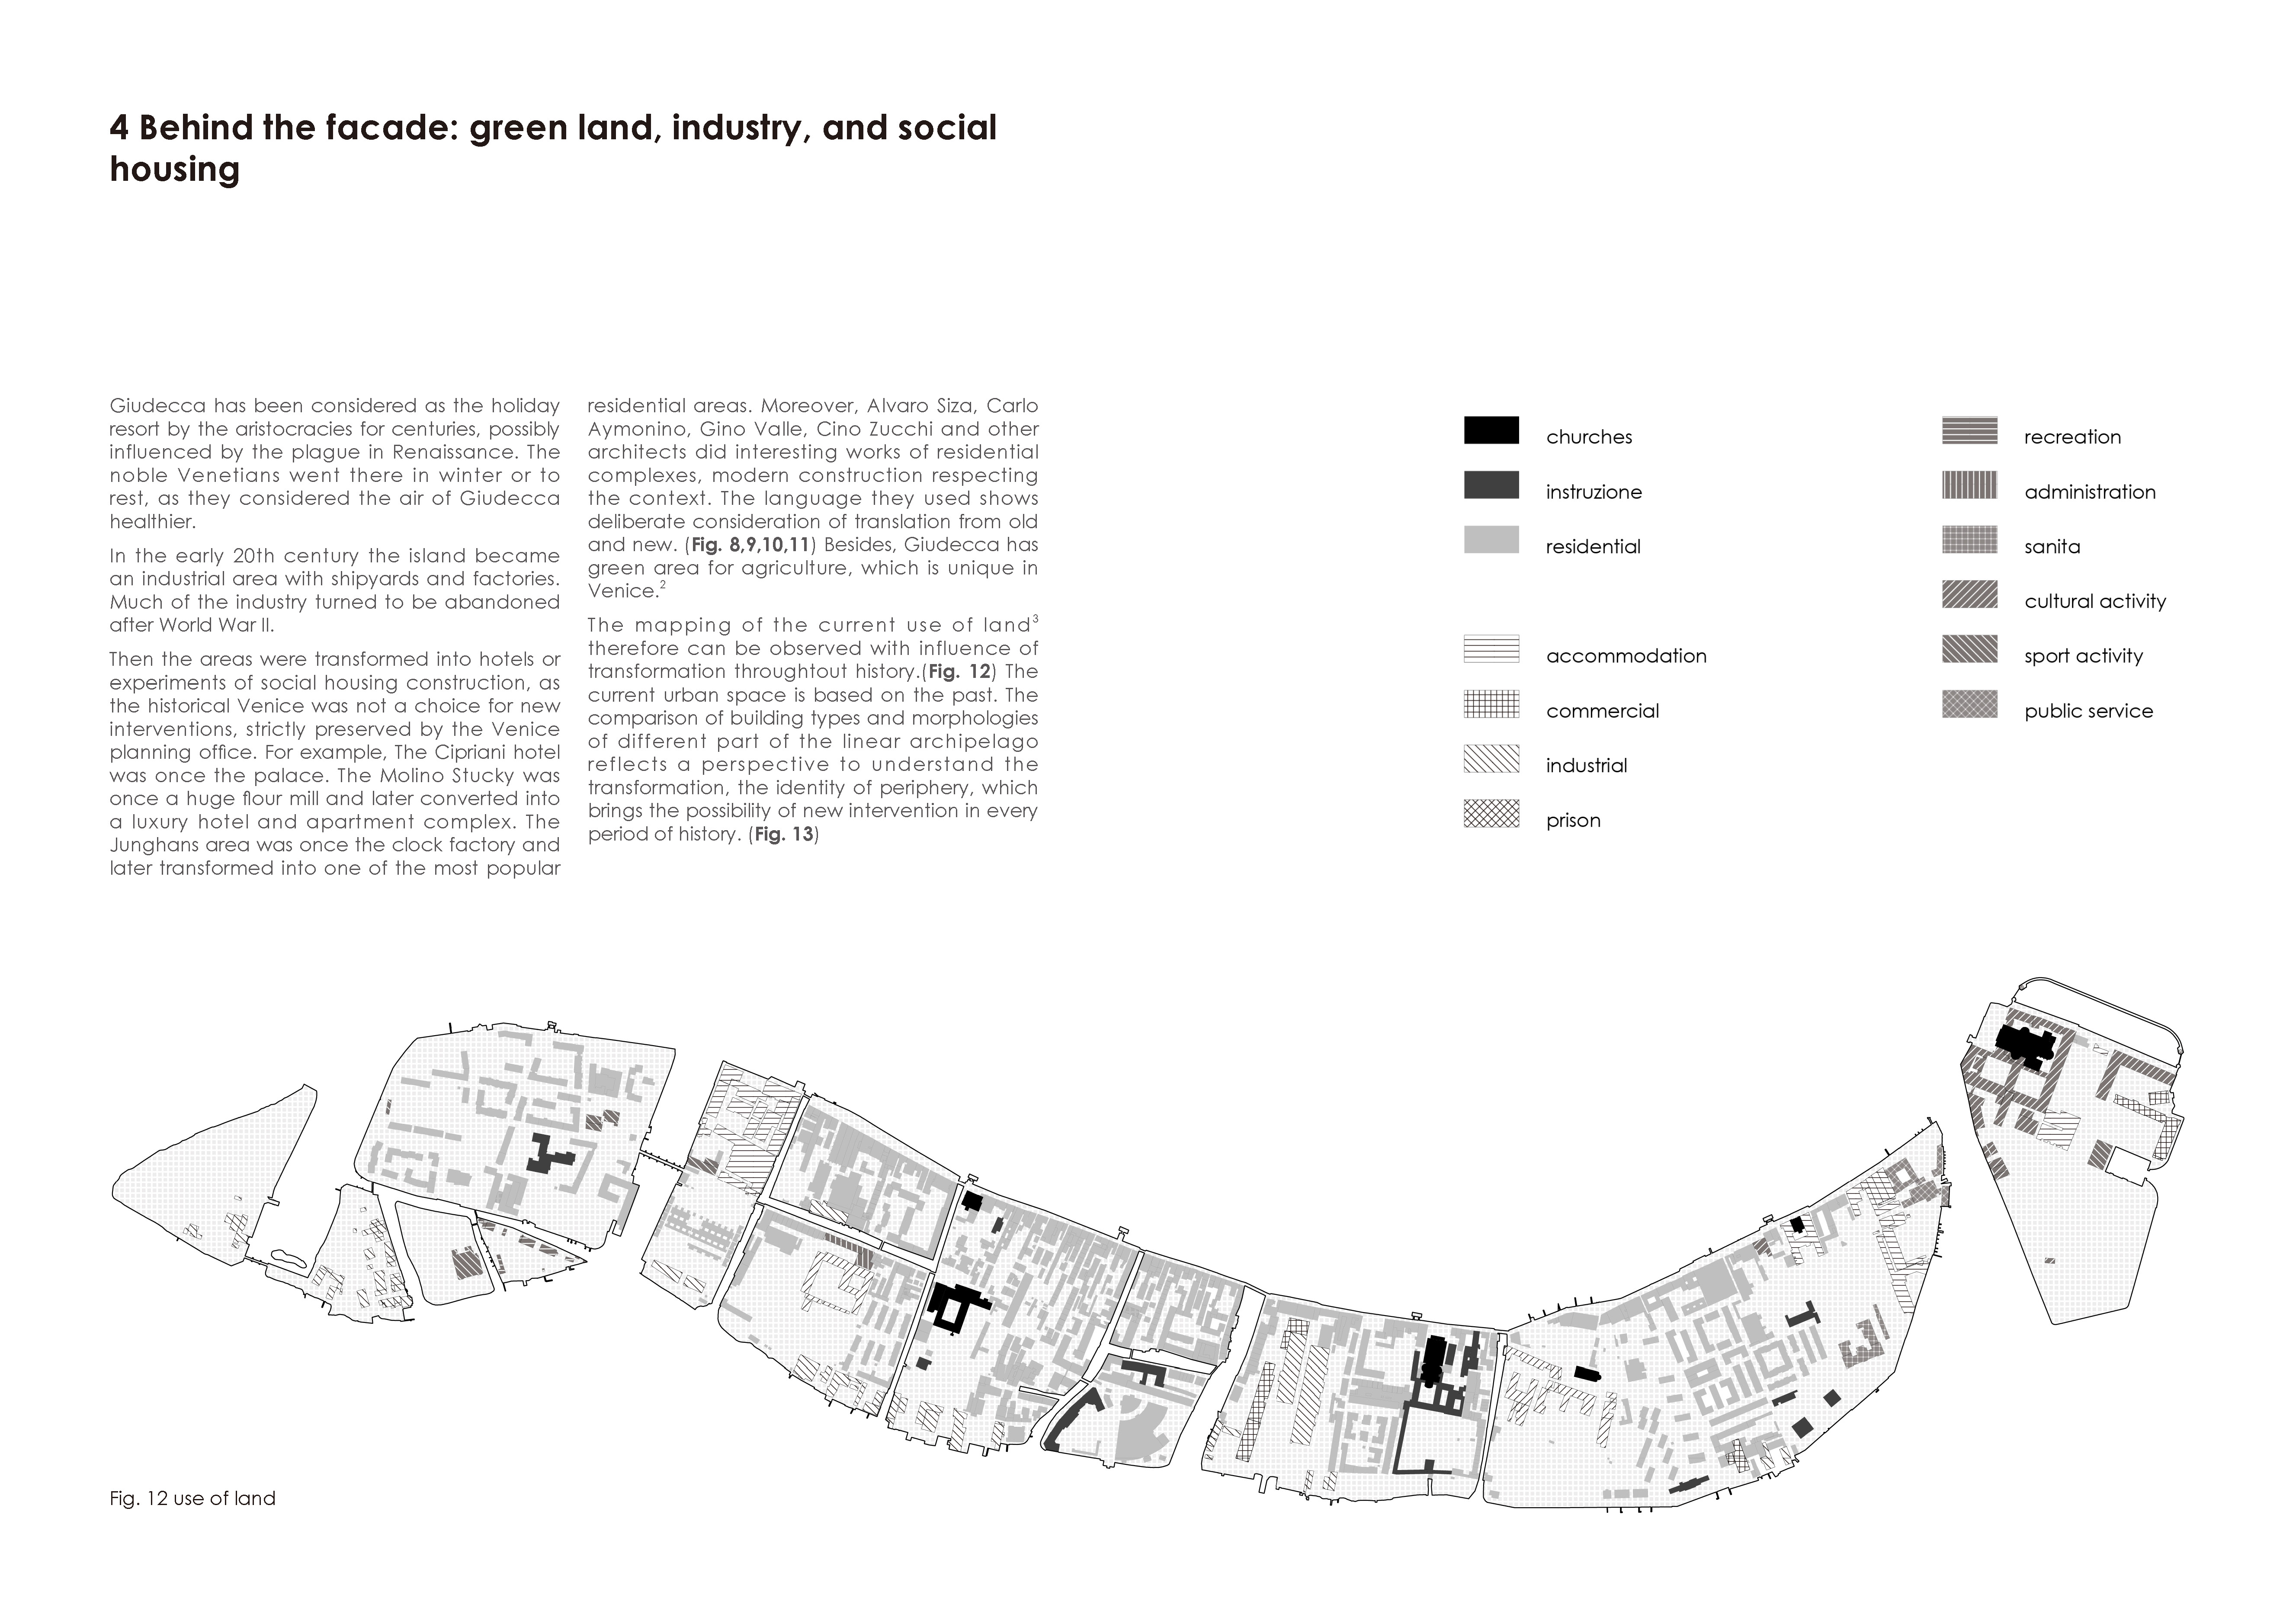 4 Behind the facade: green land, industry, and social
housing
Giudecca has been considered as the holiday
resort by the aristocracies for centuries, possibly
influenced by the plague in Renaissance. The
noble Venetians went there in winter or to
rest, as they considered the air of Giudecca
healthier.
In the early 20th century the island became
an industrial area with shipyards and factories.
Much of the industry turned to be abandoned
after World War II.
Then the areas were transformed into hotels or
experiments of social housing construction, as
the historical Venice was not a choice for new
interventions, strictly preserved by the Venice
planning office. For example, The Cipriani hotel
was once the palace. The Molino Stucky was
once a huge flour mill and later converted into
a luxury hotel and apartment complex. The
Junghans area was once the clock factory and
later transformed into one of the most popular
residential areas. Moreover, Alvaro Siza, Carlo
Aymonino, Gino Valle, Cino Zucchi and other
architects did interesting works of residential
complexes, modern construction respecting
the context. The language they used shows
deliberate consideration of translation from old
and new. (Fig. 8,9,10,11) Besides, Giudecca has
green area for agriculture, which is unique in
Venice.2
The mapping of the current use of land3
therefore can be observed with influence of
transformation throughtout history.(Fig. 12) The
current urban space is based on the past. The
comparison of building types and morphologies
of different part of the linear archipelago
reflects a perspective to understand the
transformation, the identity of periphery, which
brings the possibility of new intervention in every
period of history. (Fig. 13)
churches
instruzione
residential
accommodation
commercial
industrial
prison
recreation
administration
sanita
cultural activity
sport activity
public service
Fig. 12 use of land